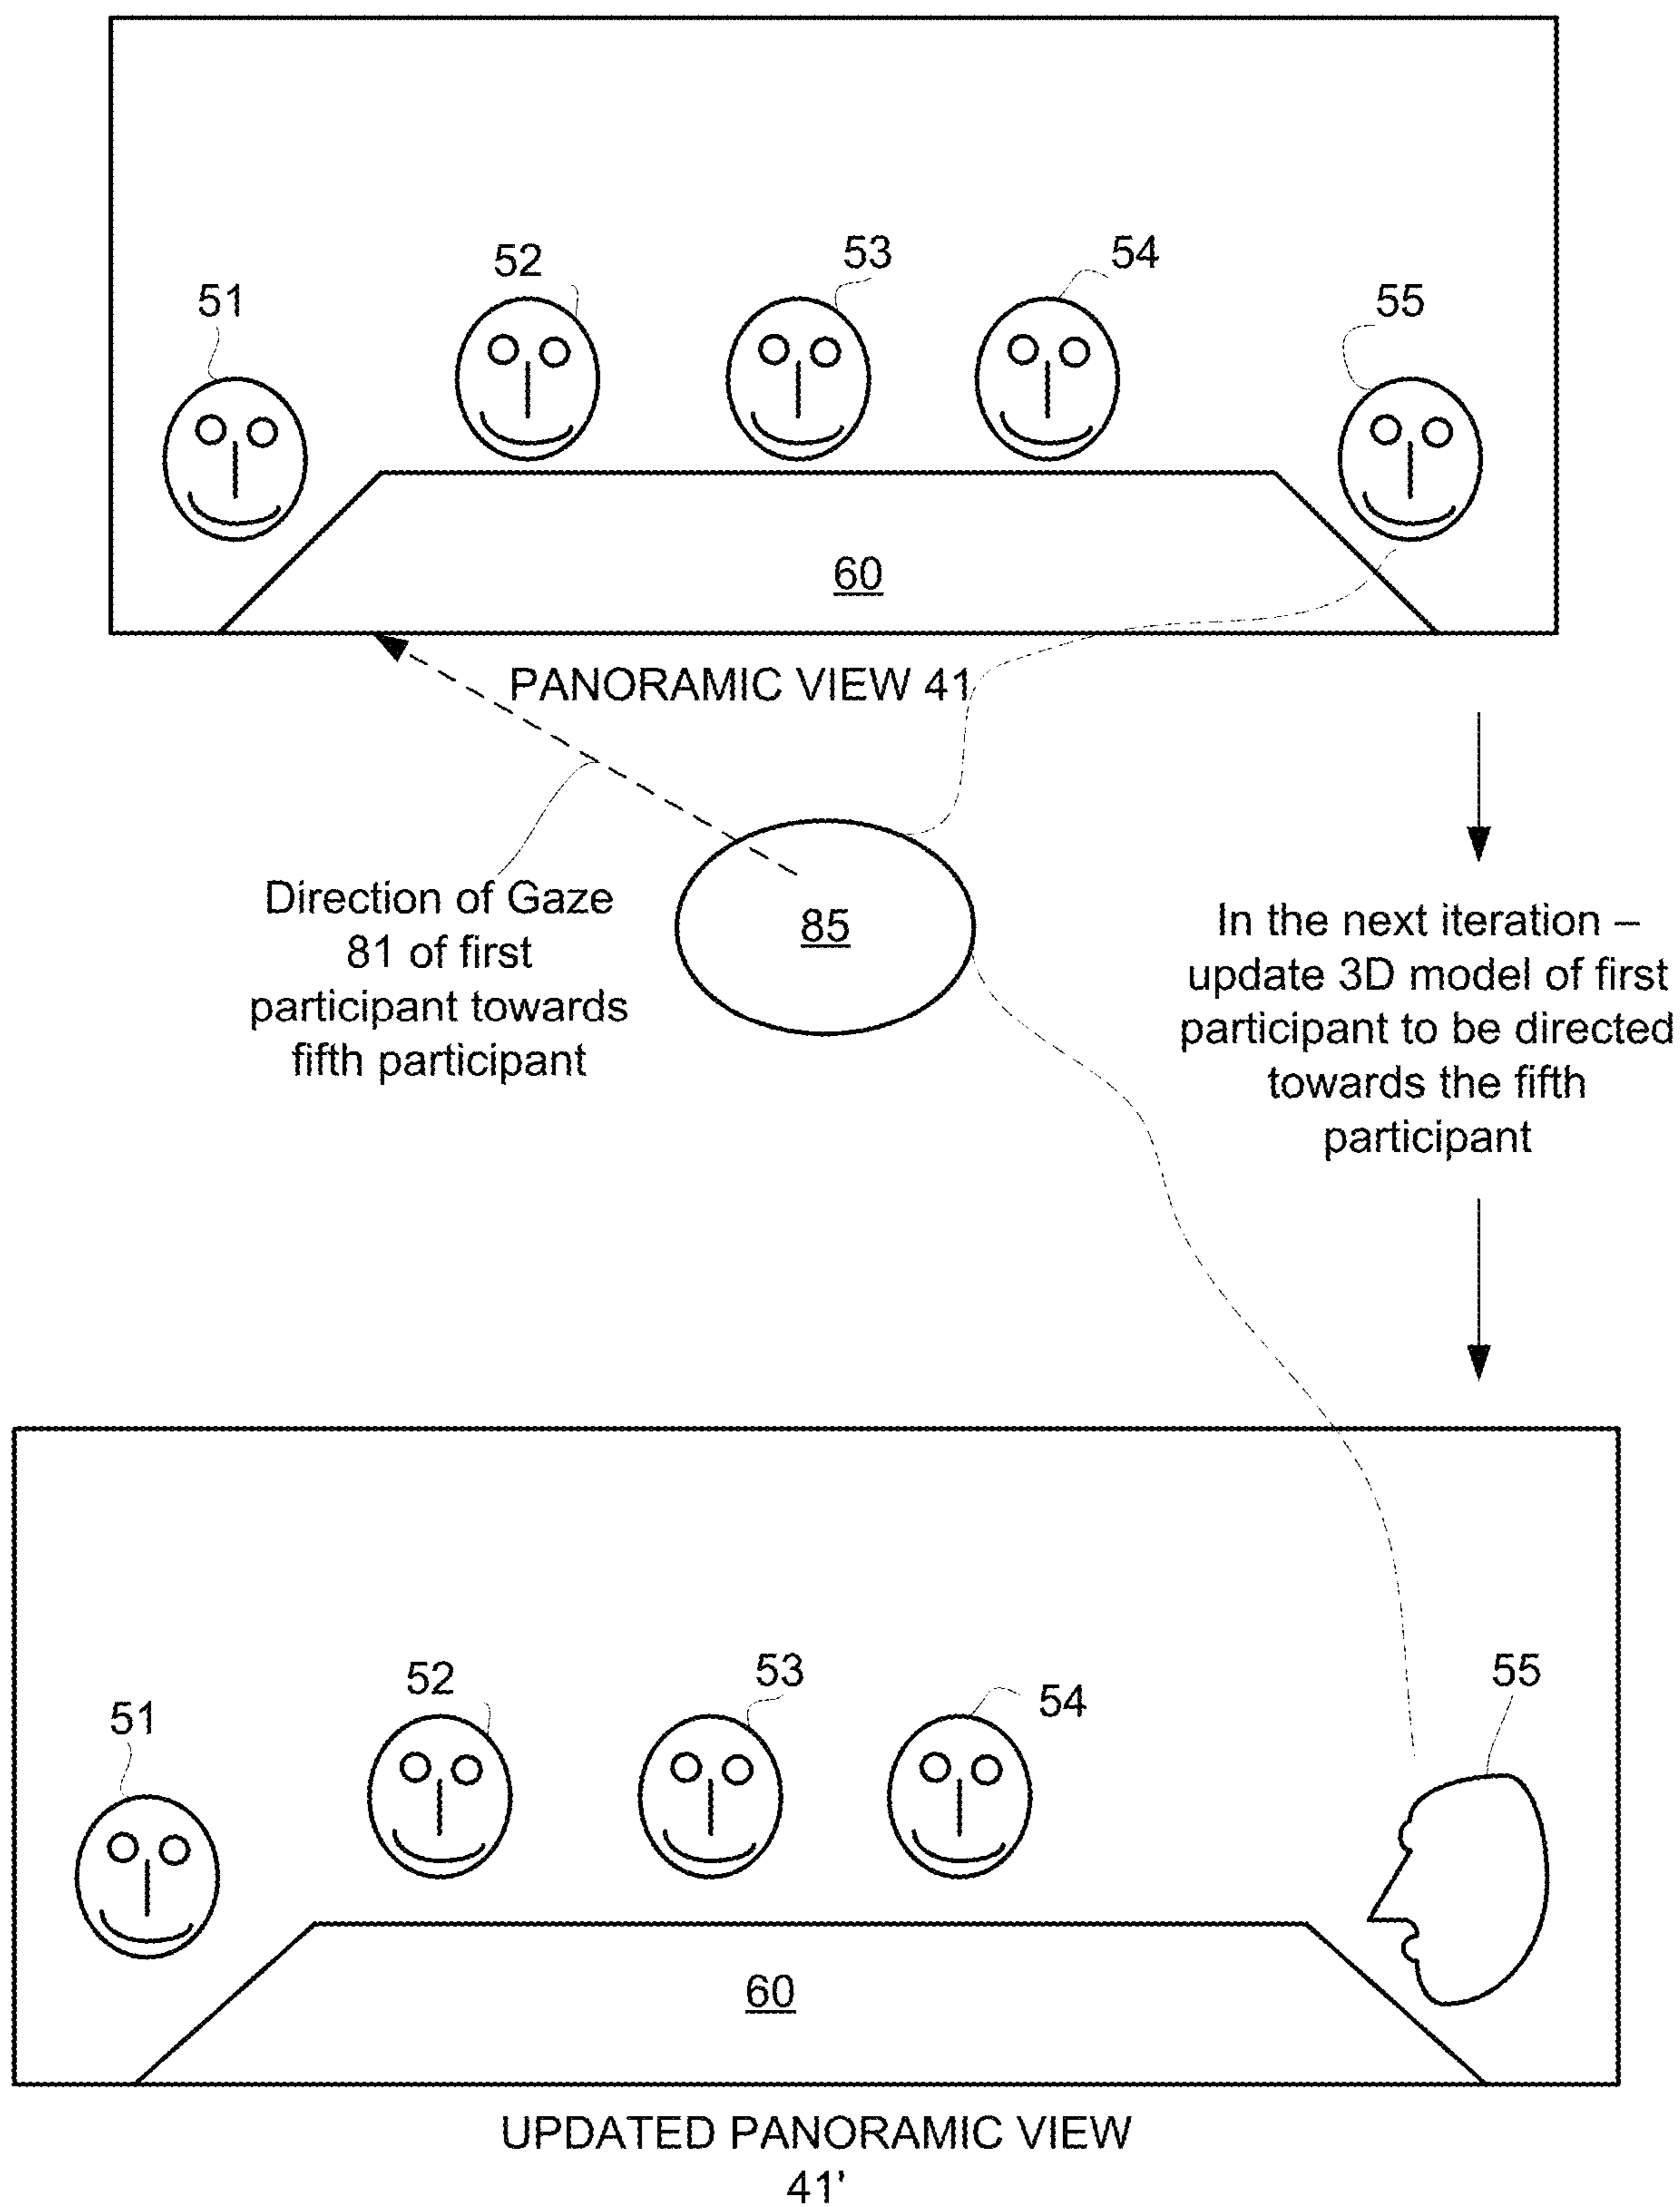 52
53
54
51
55
60
PANORAMIC VIEW 41
Direction of Gaze
81 of first
participant towards
fifth participant
85
In the next iteration –
update 3D model of first
participant to be directed
towards the fifth
participant
52
53
54
55
51
60
UPDATED PANORAMIC VIEW
41'